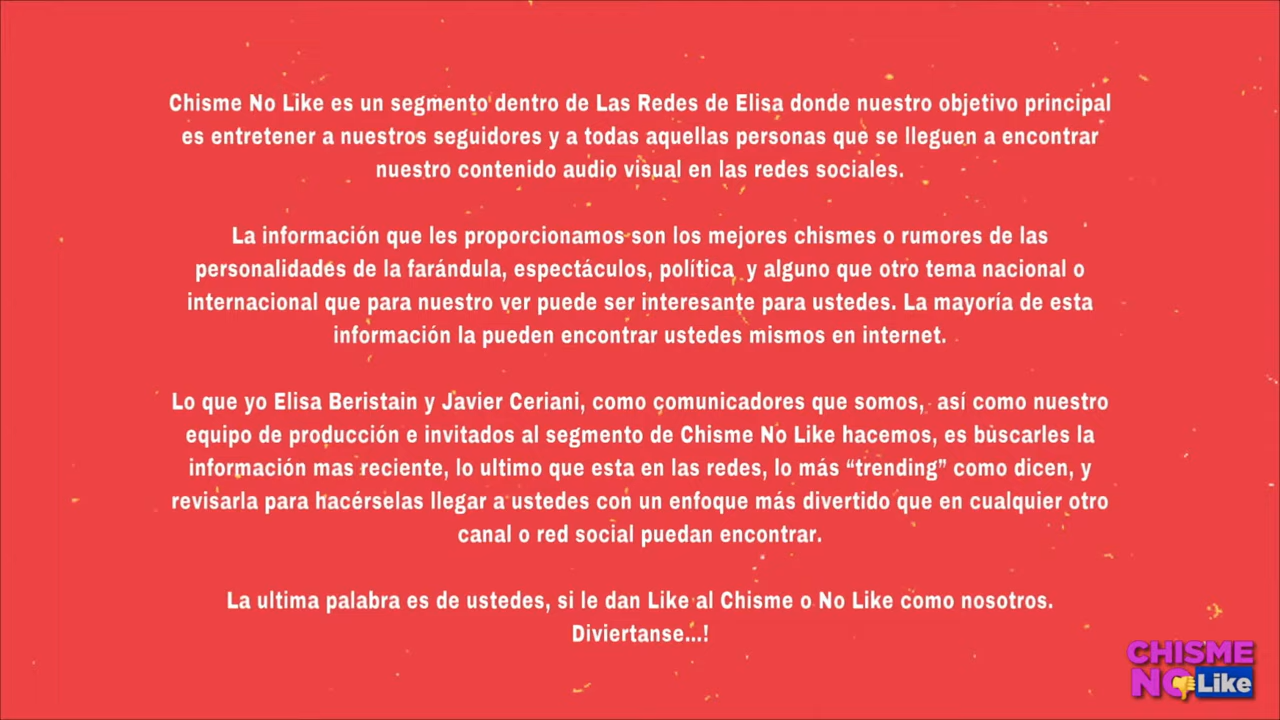 Chisme No Like es un segmento dentro de Las Redes de Elisa donde nuestro objetivo principal
es entretener a nuestros seguidores y a todas aquellas personas que se lleguen a encontrar
nuestro contenido audio visual en las redes sociales.
La información que les proporcionamos son los mejores chismes o rumores de las
personalidades de la farándula, espectáculos, política y alguno que otro tema nacional o
internacional que para nuestro ver puede ser interesante para ustedes. La mayoría de esta
información la pueden encontrar ustedes mismos en internet.
Lo que yo Elisa Beristain y Javier Ceriani, como comunicadores que somos, así como nuestro
equipo de producción e invitados al segmento de Chisme No Like hacemos, es buscarles la
información mas reciente, lo ultimo que esta en las redes, lo más “trending” como dicen, y
revisarla para hacérselas llegar a ustedes con un enfoque más divertido que en cualquier otro
canal o red social puedan encontrar.
La ultima palabra es de ustedes, si le dan Like al Chisme o No Like como nosotros.
Diviertanse...!
CHISME
NO Like